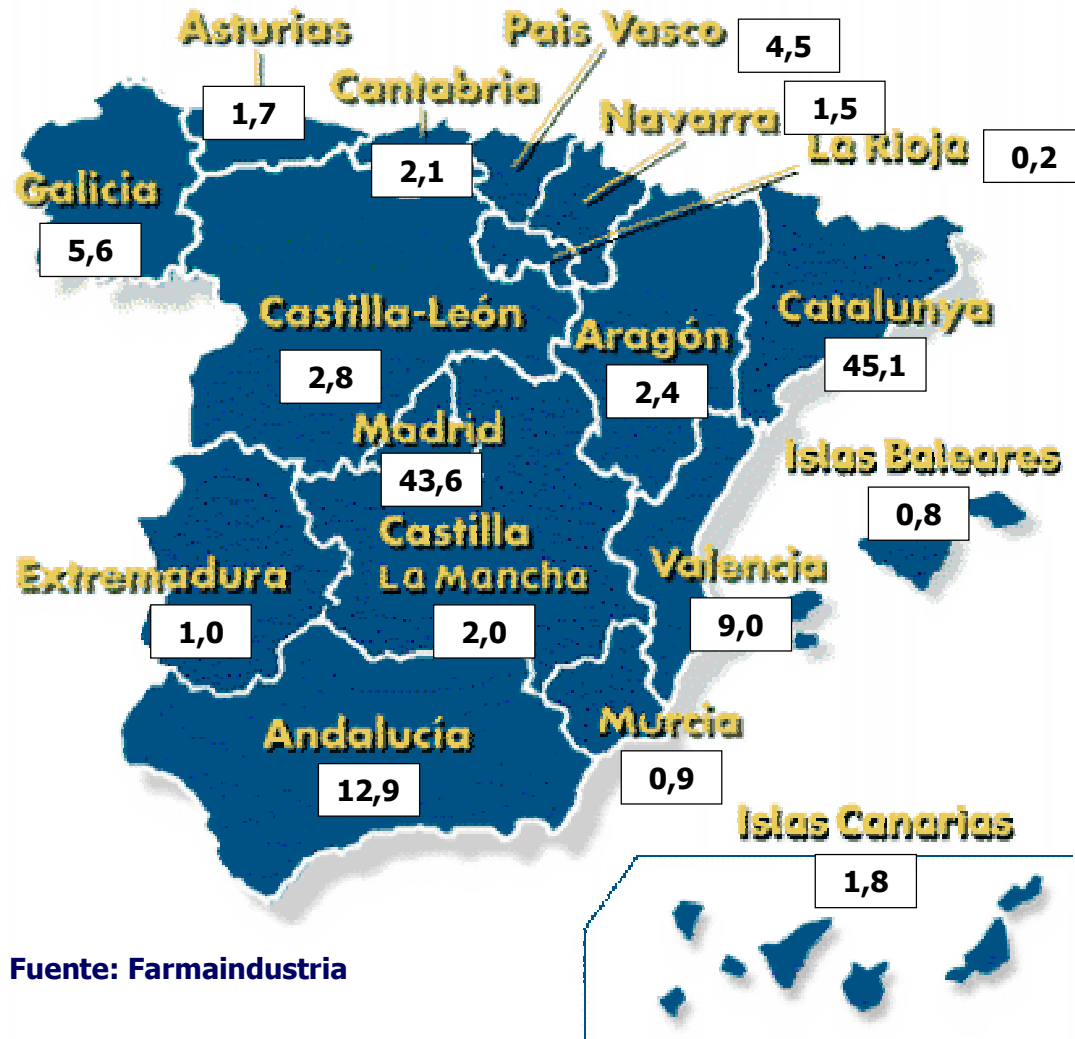 Asturias
Pais Vasco
4,5
Cantabria
1,7
Navarra
1,5
La Rioja
0,2
2,1
Galicia
5,6
Castilla-León
2,8
Aragón
2,4
Catalunya
45,1
Madrid
43,6
Islas Baleares
0,8
Castilla
La Mancha
2,0
Extremadura
1,0
Valencia
9,0
Andalucía
12,9
Murcia
0,9
Islas Canarias
1,8
Fuente: Farmaindustria